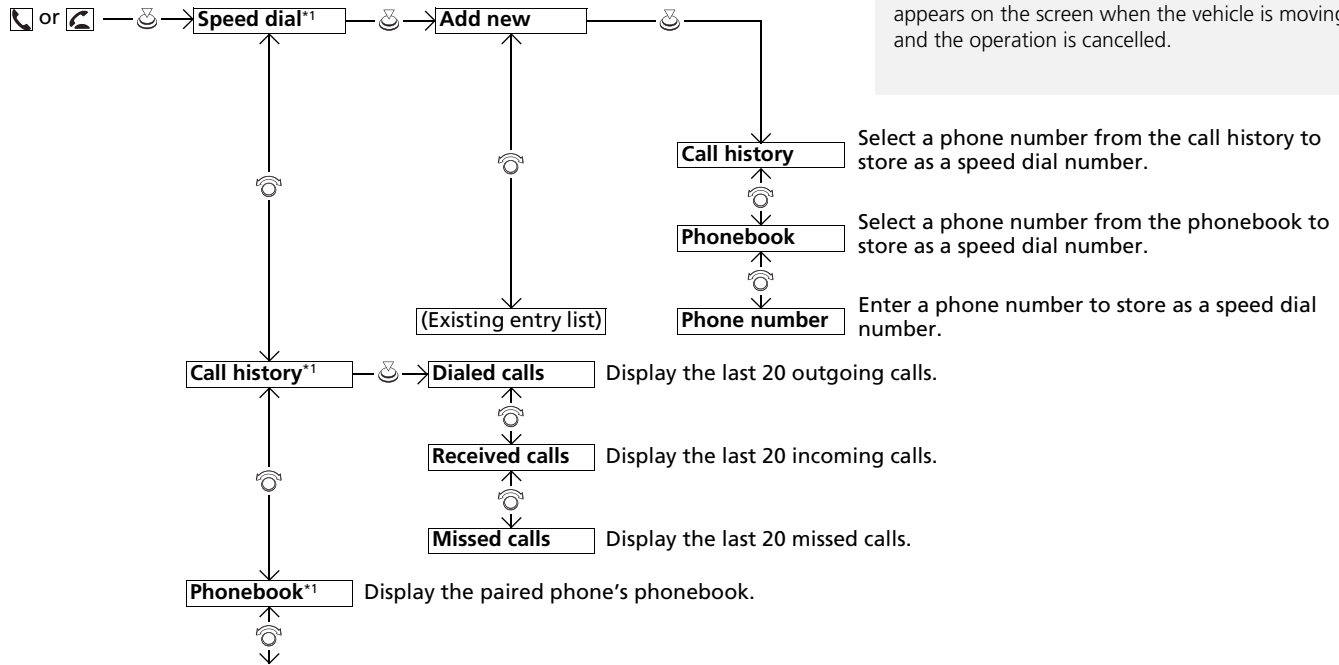 or
Speed dial*1
Add new
appears on the screen when the vehicle is moving
and the operation is cancelled.
Call history
Select a phone number from the call history to
store as a speed dial number.
Phonebook
Select a phone number from the phonebook to
store as a speed dial number.
(Existing entry list)
Phone number
Enter a phone number to store as a speed dial
number.
Call history*1
Dialed calls
Display the last 20 outgoing calls.
Received calls
Display the last 20 incoming calls.
Missed calls
Display the last 20 missed calls.
Phonebook*1
Display the paired phone’s phonebook.